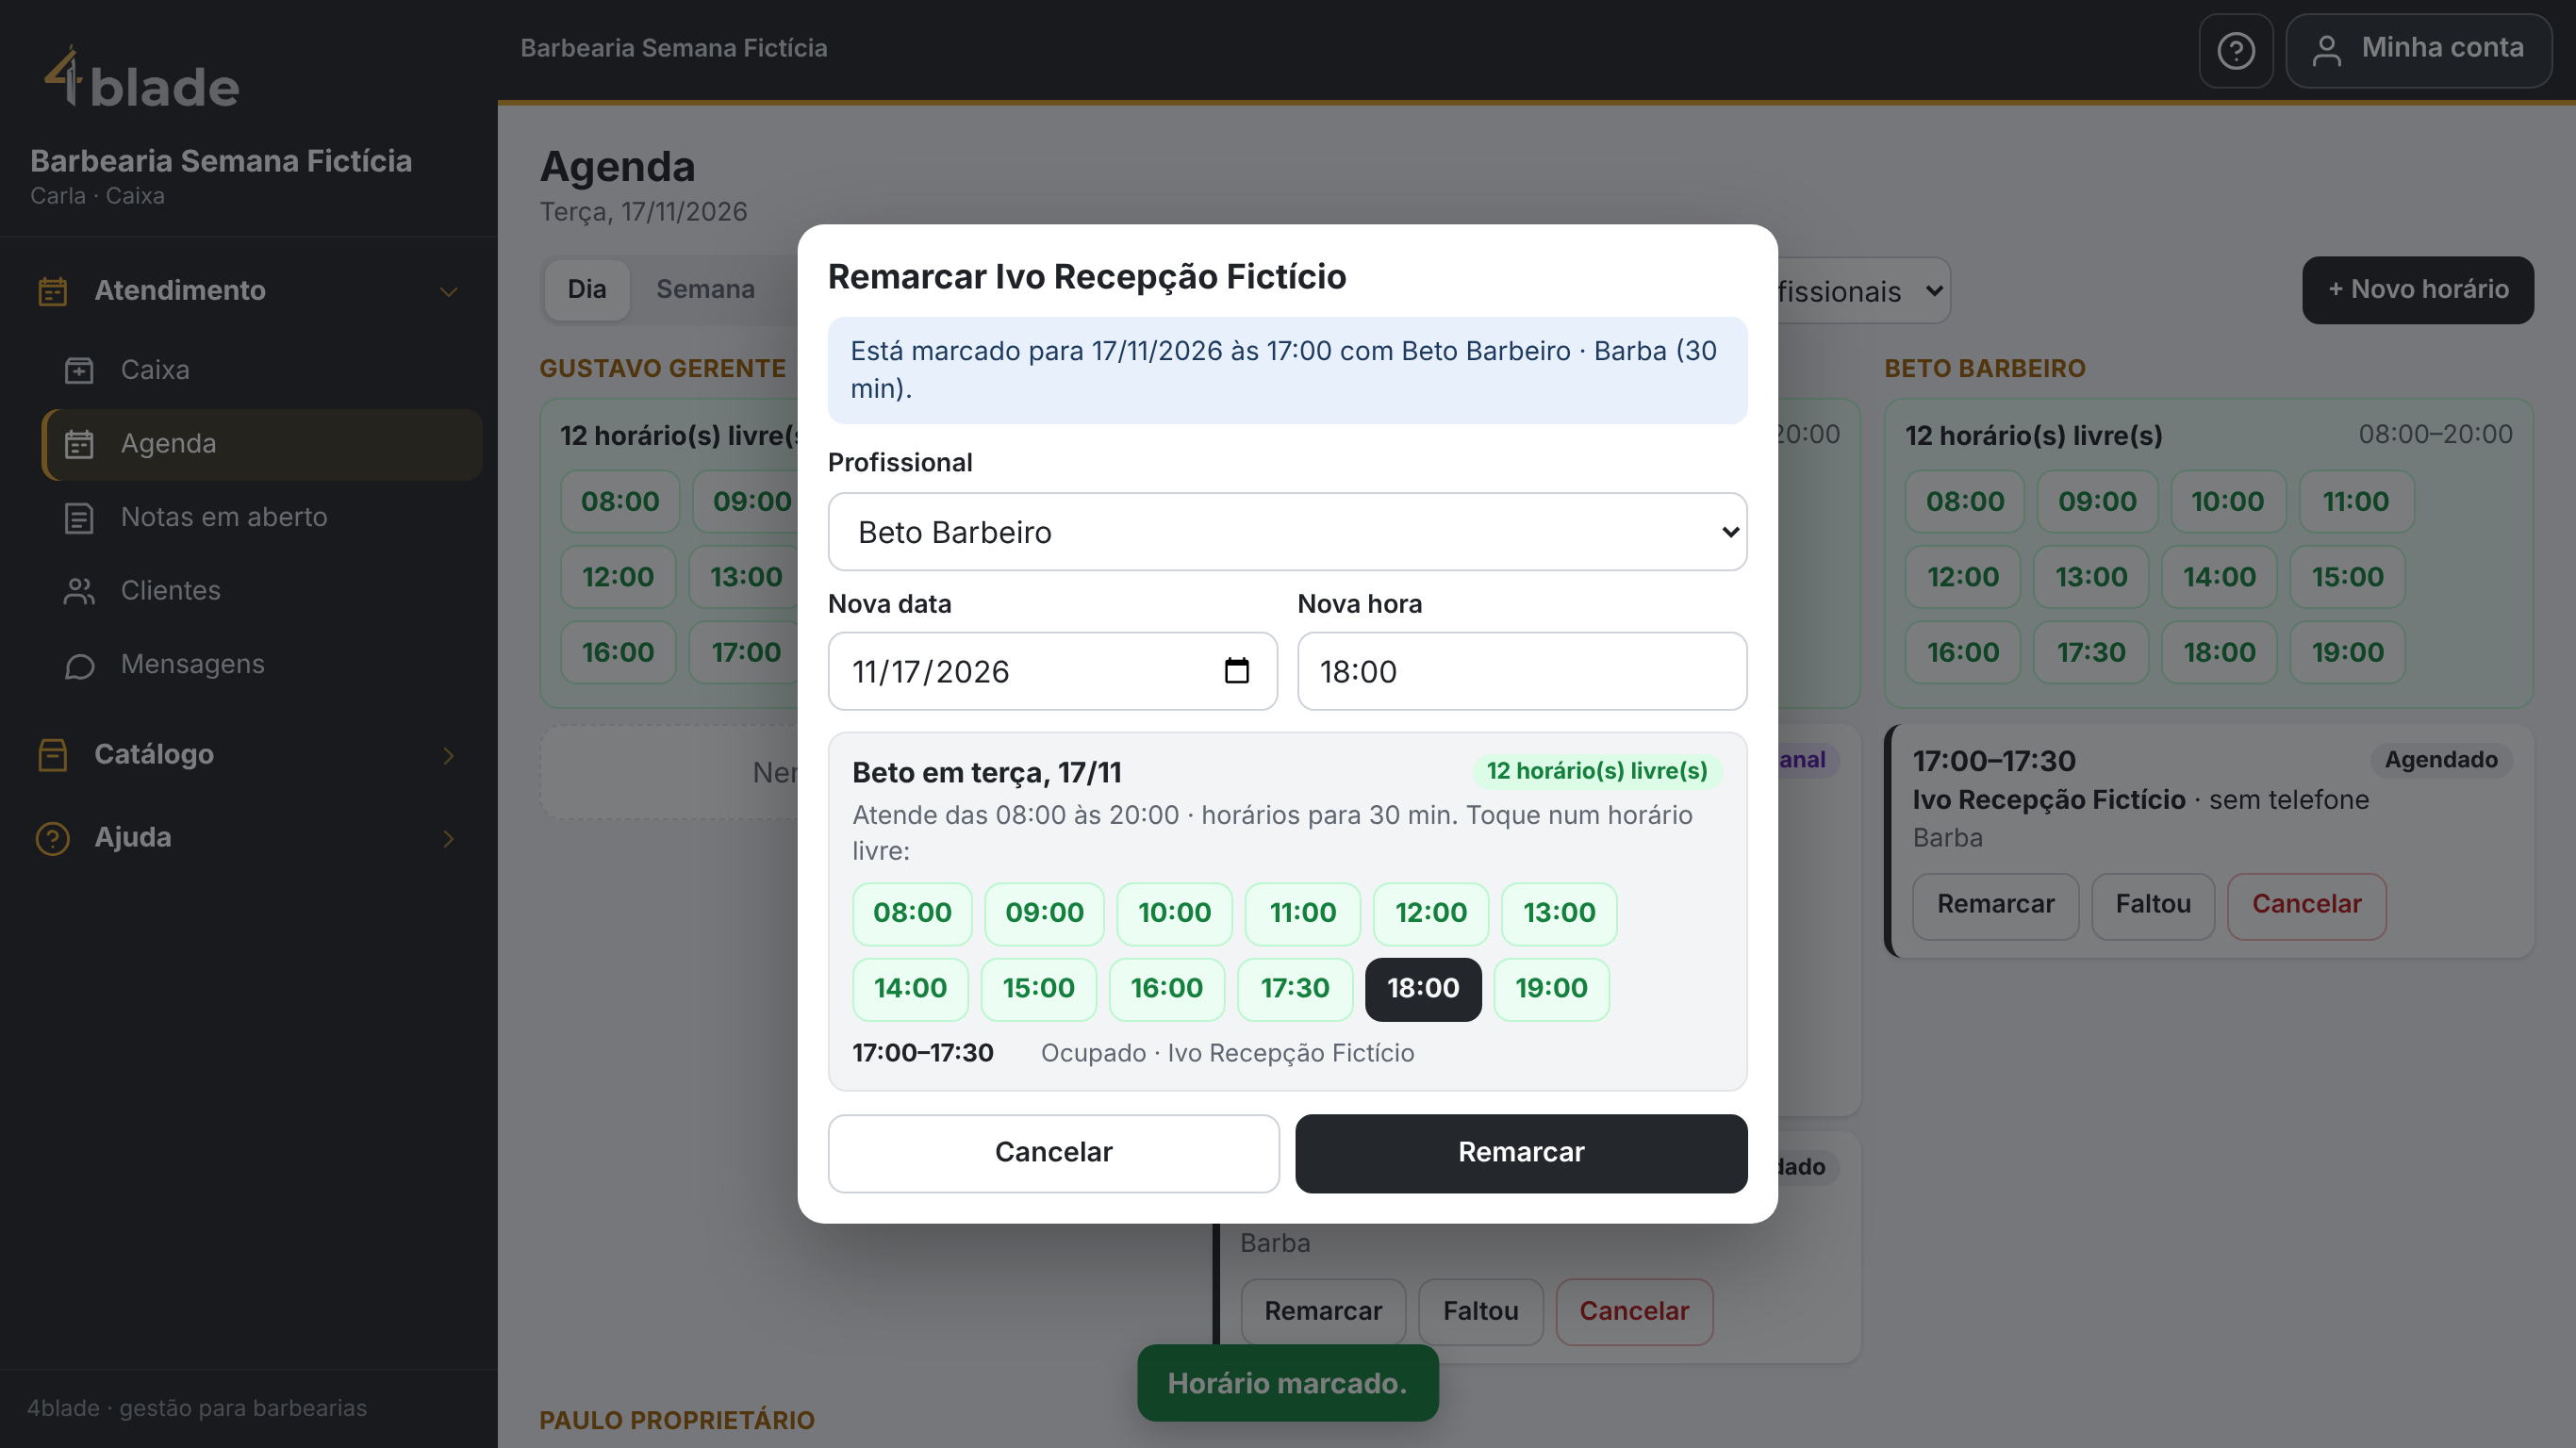 4blade
Barbearia Semana Fictícia
Carla · Caixa
Atendimento
Caixa
Agenda
Notas em aberto
Clientes
Mensagens
Catálogo
Ajuda
4blade · gestão para barbearias
Barbearia Semana Fictícia
Minha conta
Agenda
Terça, 17/11/2026
Dia
Semana
fissionais
+ Novo horário
GUSTAVO GERENTE
12 horário(s) livre(s
08:00 09:00
12:00 13:00
16:00 17:00
Ner
20:00
anal
dado
Barba
Remarcar Faltou Cancelar
BETO BARBEIRO
12 horário(s) livre(s) 08:00–20:00
08:00 09:00 10:00 11:00
12:00 13:00 14:00 15:00
16:00 17:30 18:00 19:00
17:00–17:30 Agendado
Ivo Recepção Fictício · sem telefone
Barba
Remarcar Faltou Cancelar
PAULO PROPRIETÁRIO
Remarcar Ivo Recepção Fictício
Está marcado para 17/11/2026 às 17:00 com Beto Barbeiro · Barba (30
min).
Profissional
Beto Barbeiro
Nova data Nova hora
11/17/2026 18:00
Beto em terça, 17/11 12 horário(s) livre(s)
Atende das 08:00 às 20:00 · horários para 30 min. Toque num horário
livre:
08:00 09:00 10:00 11:00 12:00 13:00
14:00 15:00 16:00 17:30 18:00 19:00
17:00–17:30 Ocupado · Ivo Recepção Fictício
Cancelar Remarcar
Horário marcado.